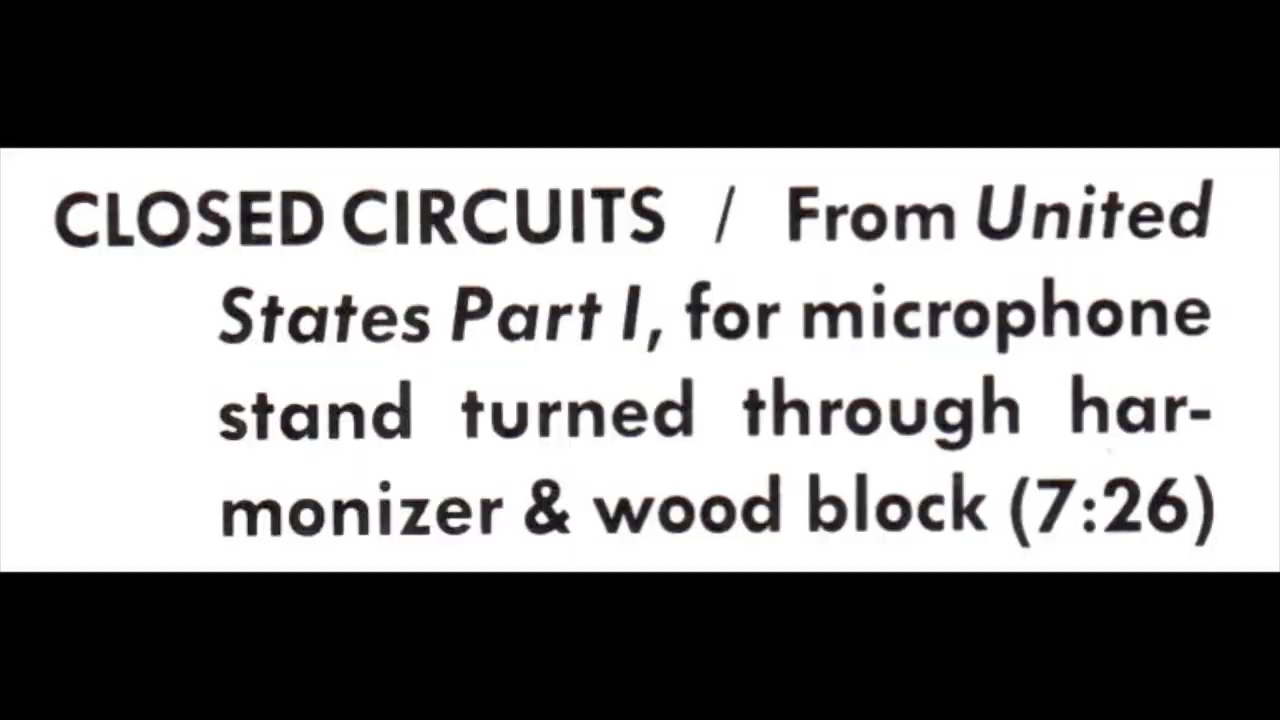 CLOSED CIRCUITS / From United
States Part I, for microphone
stand turned through har-
monizer & wood block (7:26)